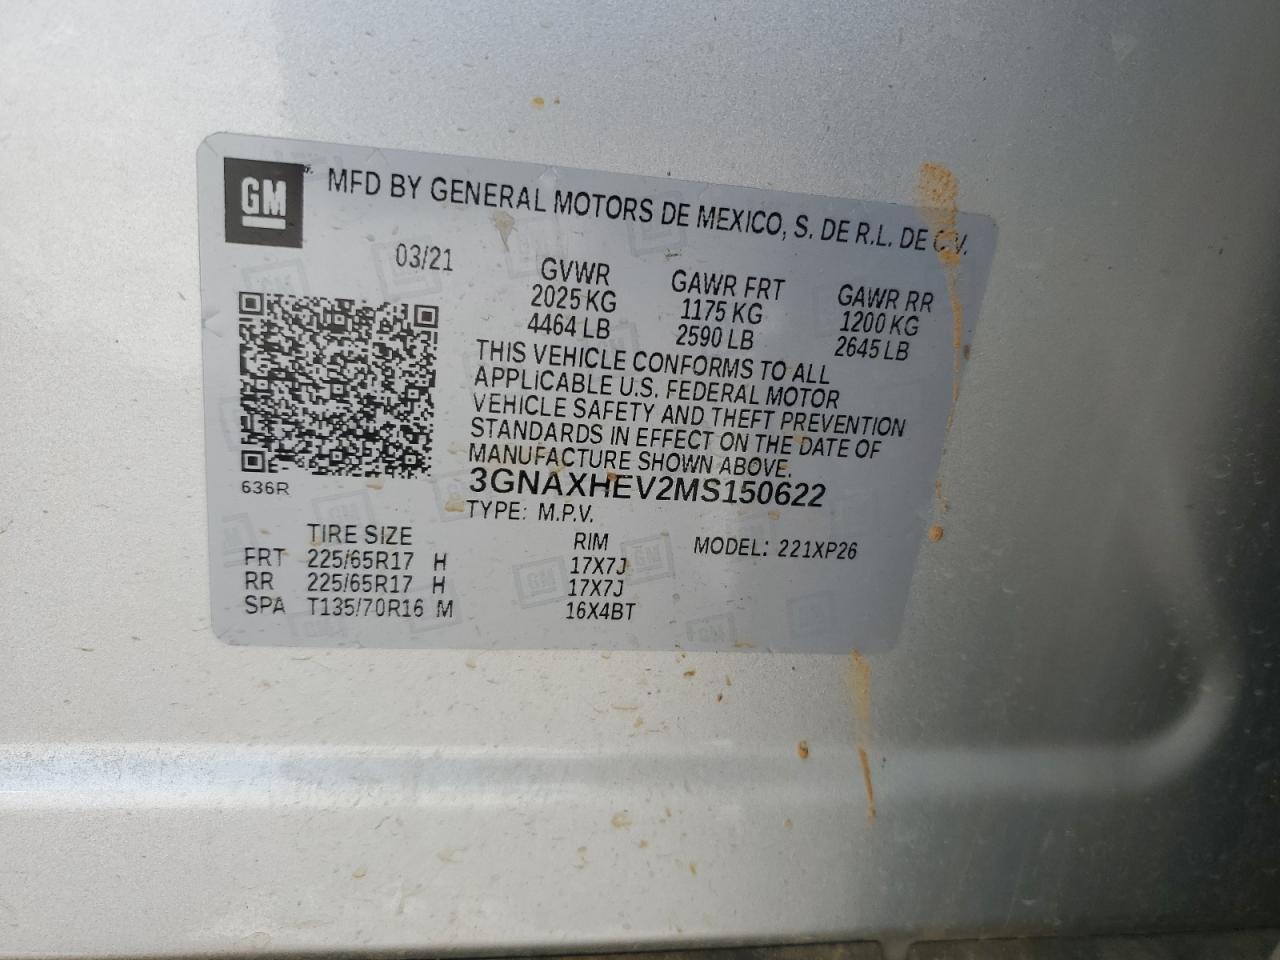 GM
MFD BY GENERAL MOTORS DE MEXICO, S. DE R.L. DE C.V.
03/21
GVWR GAWR FRT GAWR RR
2025 KG 1175 KG 1200 KG
4464 LB 2590 LB 2645 LB
THIS VEHICLE CONFORMS TO ALL
APPLICABLE U.S. FEDERAL MOTOR
VEHICLE SAFETY AND THEFT PREVENTION
STANDARDS IN EFFECT ON THE DATE OF
MANUFACTURE SHOWN ABOVE.
3GNAXHEV2MS150622
636R
TYPE: M.P.V.
TIRE SIZE RIM MODEL: 221XP26
FRT 225/65R17 H 17X7J
RR 225/65R17 H 17X7J
SPA T135/70R16 M 16X4BT